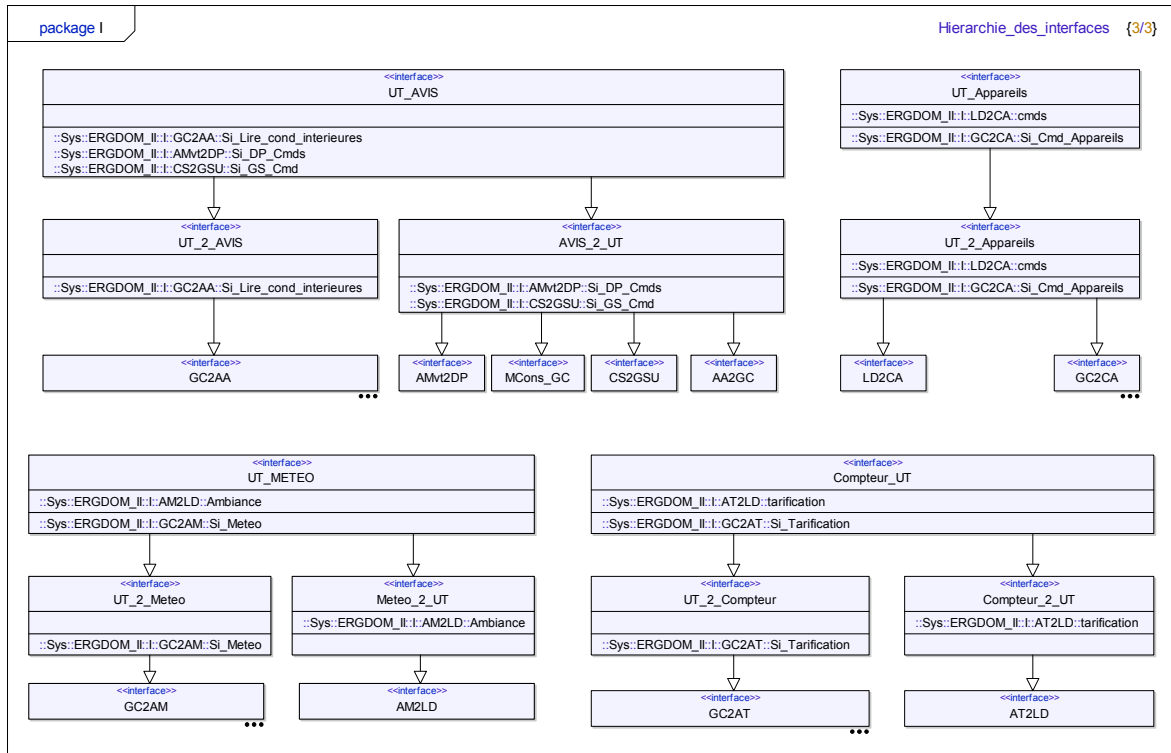 package I
Hierarchie_des_interfaces {3/3}
<<interface>>
UT_AVIS
::Sys::ERGDOM_II::I::GC2AA::Si_Lire_cond_interieures
::Sys::ERGDOM_II::I::AMvt2DP::Si_DP_Cmds
::Sys::ERGDOM_II::I::CS2GSU::Si_GS_Cmd
<<interface>>
UT_Appareils
::Sys::ERGDOM_II::I::LD2CA::cmds
::Sys::ERGDOM_II::I::GC2CA::Si_Cmd_Appareils
<<interface>>
UT_2_AVIS
::Sys::ERGDOM_II::I::GC2AA::Si_Lire_cond_interieures
<<interface>>
AVIS_2_UT
::Sys::ERGDOM_II::I::AMvt2DP::Si_DP_Cmds
::Sys::ERGDOM_II::I::CS2GSU::Si_GS_Cmd
<<interface>>
UT_2_Appareils
::Sys::ERGDOM_II::I::LD2CA::cmds
::Sys::ERGDOM_II::I::GC2CA::Si_Cmd_Appareils
<<interface>>
GC2AA
<<interface>>
AMvt2DP
<<interface>>
MCons_GC
<<interface>>
CS2GSU
<<interface>>
AA2GC
<<interface>>
LD2CA
<<interface>>
GC2CA
<<interface>>
UT_METEO
::Sys::ERGDOM_II::I::AM2LD::Ambiance
::Sys::ERGDOM_II::I::GC2AM::Si_Meteo
<<interface>>
Compteur_UT
::Sys::ERGDOM_II::I::AT2LD::tarification
::Sys::ERGDOM_II::I::GC2AT::Si_Tarification
<<interface>>
UT_2_Meteo
::Sys::ERGDOM_II::I::GC2AM::Si_Meteo
<<interface>>
Meteo_2_UT
::Sys::ERGDOM_II::I::AM2LD::Ambiance
<<interface>>
UT_2_Compteur
::Sys::ERGDOM_II::I::GC2AT::Si_Tarification
<<interface>>
Compteur_2_UT
::Sys::ERGDOM_II::I::AT2LD::tarification
<<interface>>
GC2AM
<<interface>>
AM2LD
<<interface>>
GC2AT
<<interface>>
AT2LD